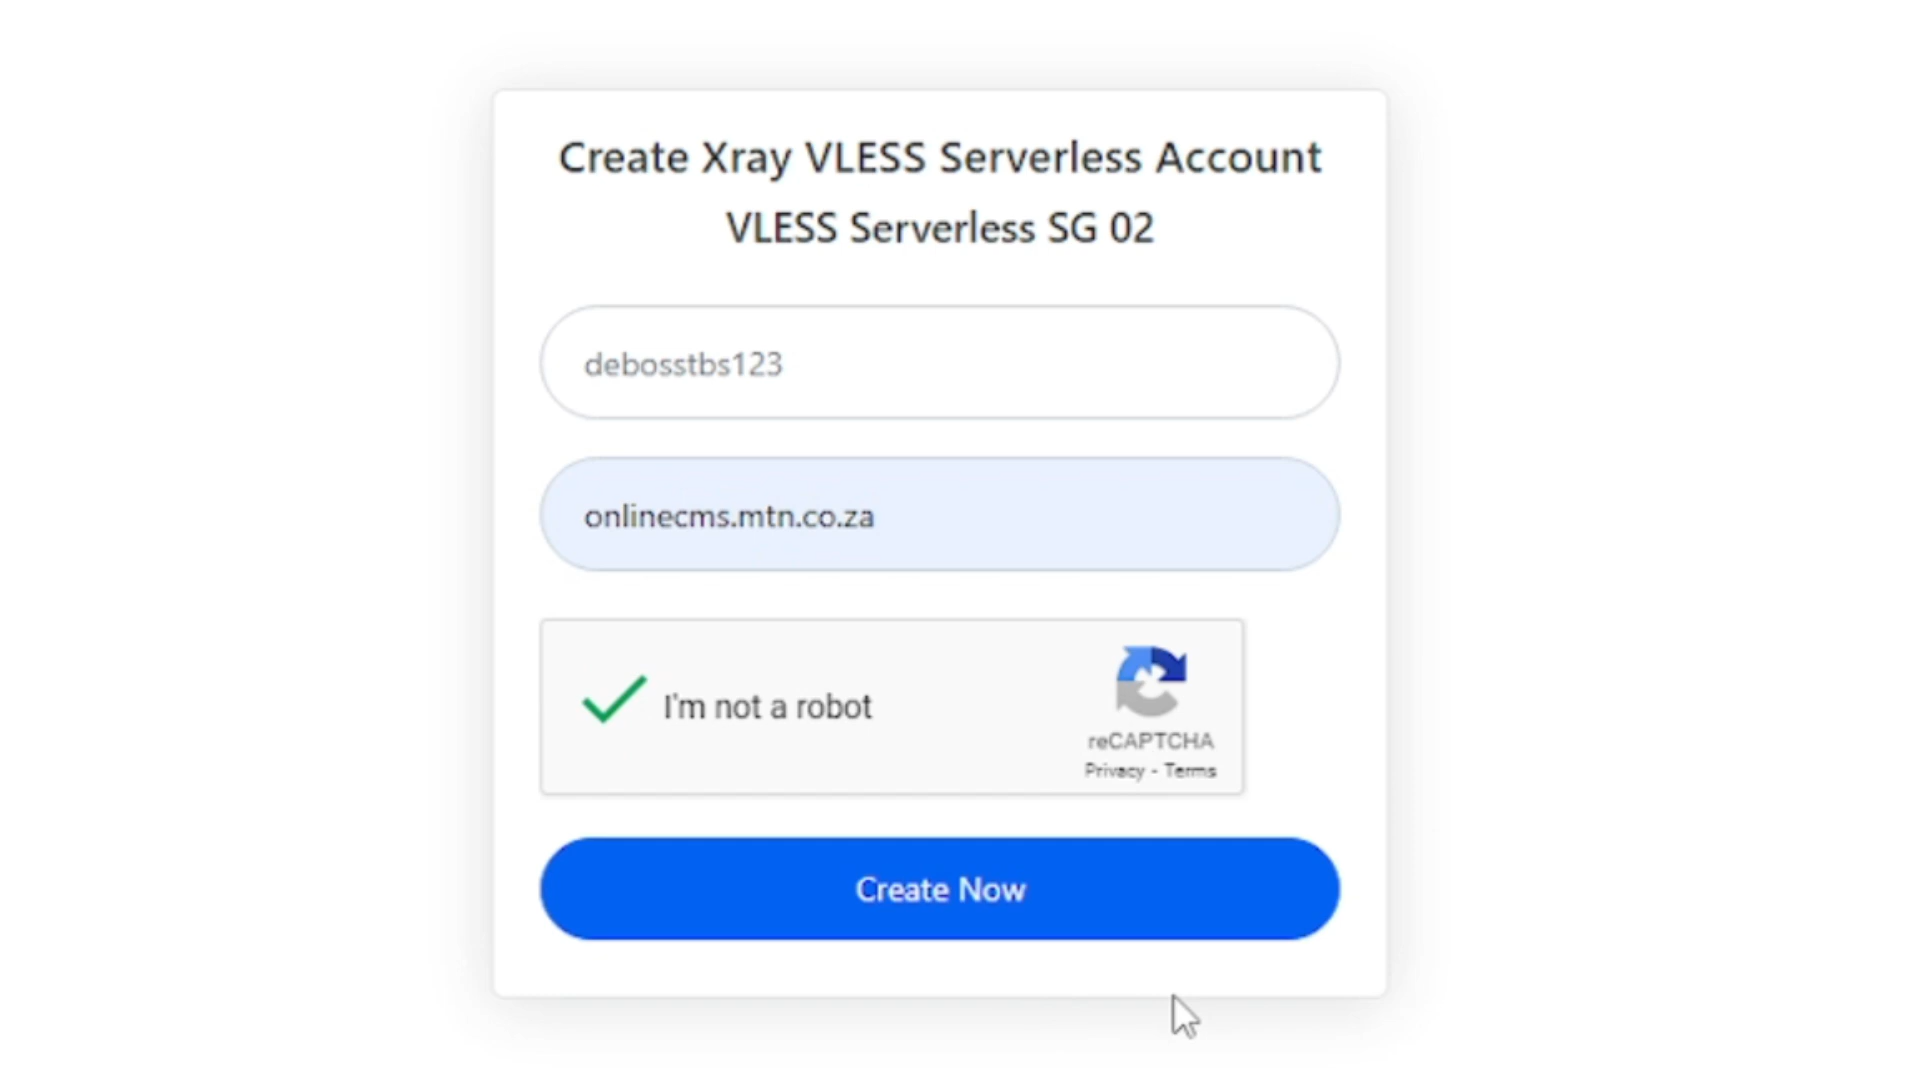 Create Xray VLESS Serverless Account
VLESS Serverless SG 02
debosstbs123
onlinecms.mtn.co.za
I'm not a robot
reCAPTCHA
Privacy - Terms
Create Now